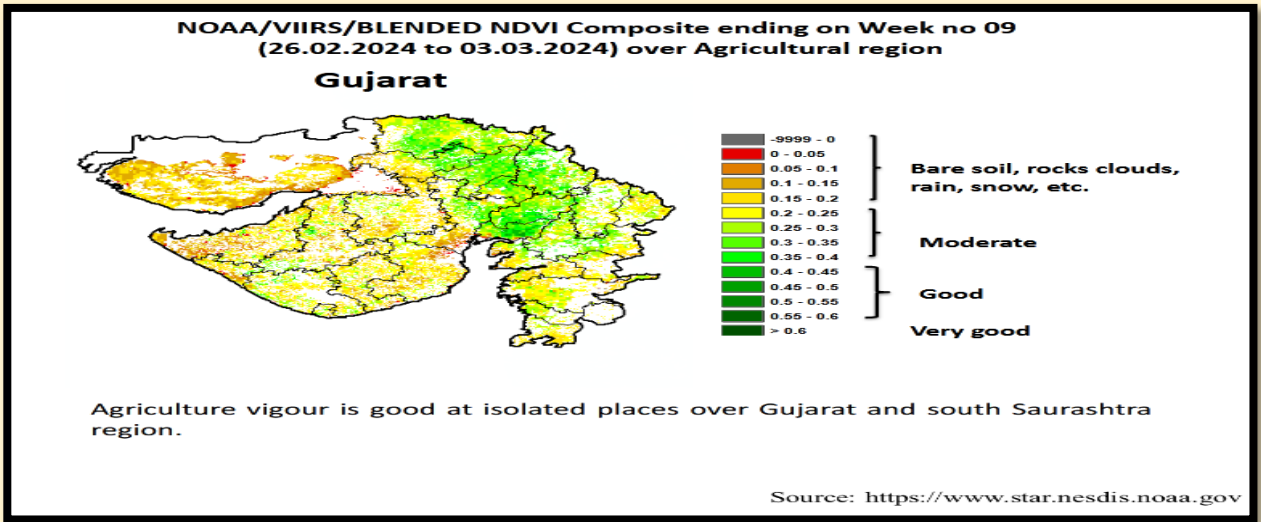 NOAA/VIIRS/BLENDED NDVI Composite ending on Week no 09
(26.02.2024 to 03.03.2024) over Agricultural region
Gujarat
-9999 - 0
0 - 0.05
0.05 - 0.1
0.1 - 0.15
0.15 - 0.2
0.2 - 0.25
0.25 - 0.3
0.3 - 0.35
0.35 - 0.4
0.4 - 0.45
0.45 - 0.5
0.5 - 0.55
0.55 - 0.6
> 0.6
Bare soil, rocks clouds,
rain, snow, etc.
Moderate
Good
Very good
Agriculture vigour is good at isolated places over Gujarat and south Saurashtra
region.
Source: https://www.star.nesdis.noaa.gov